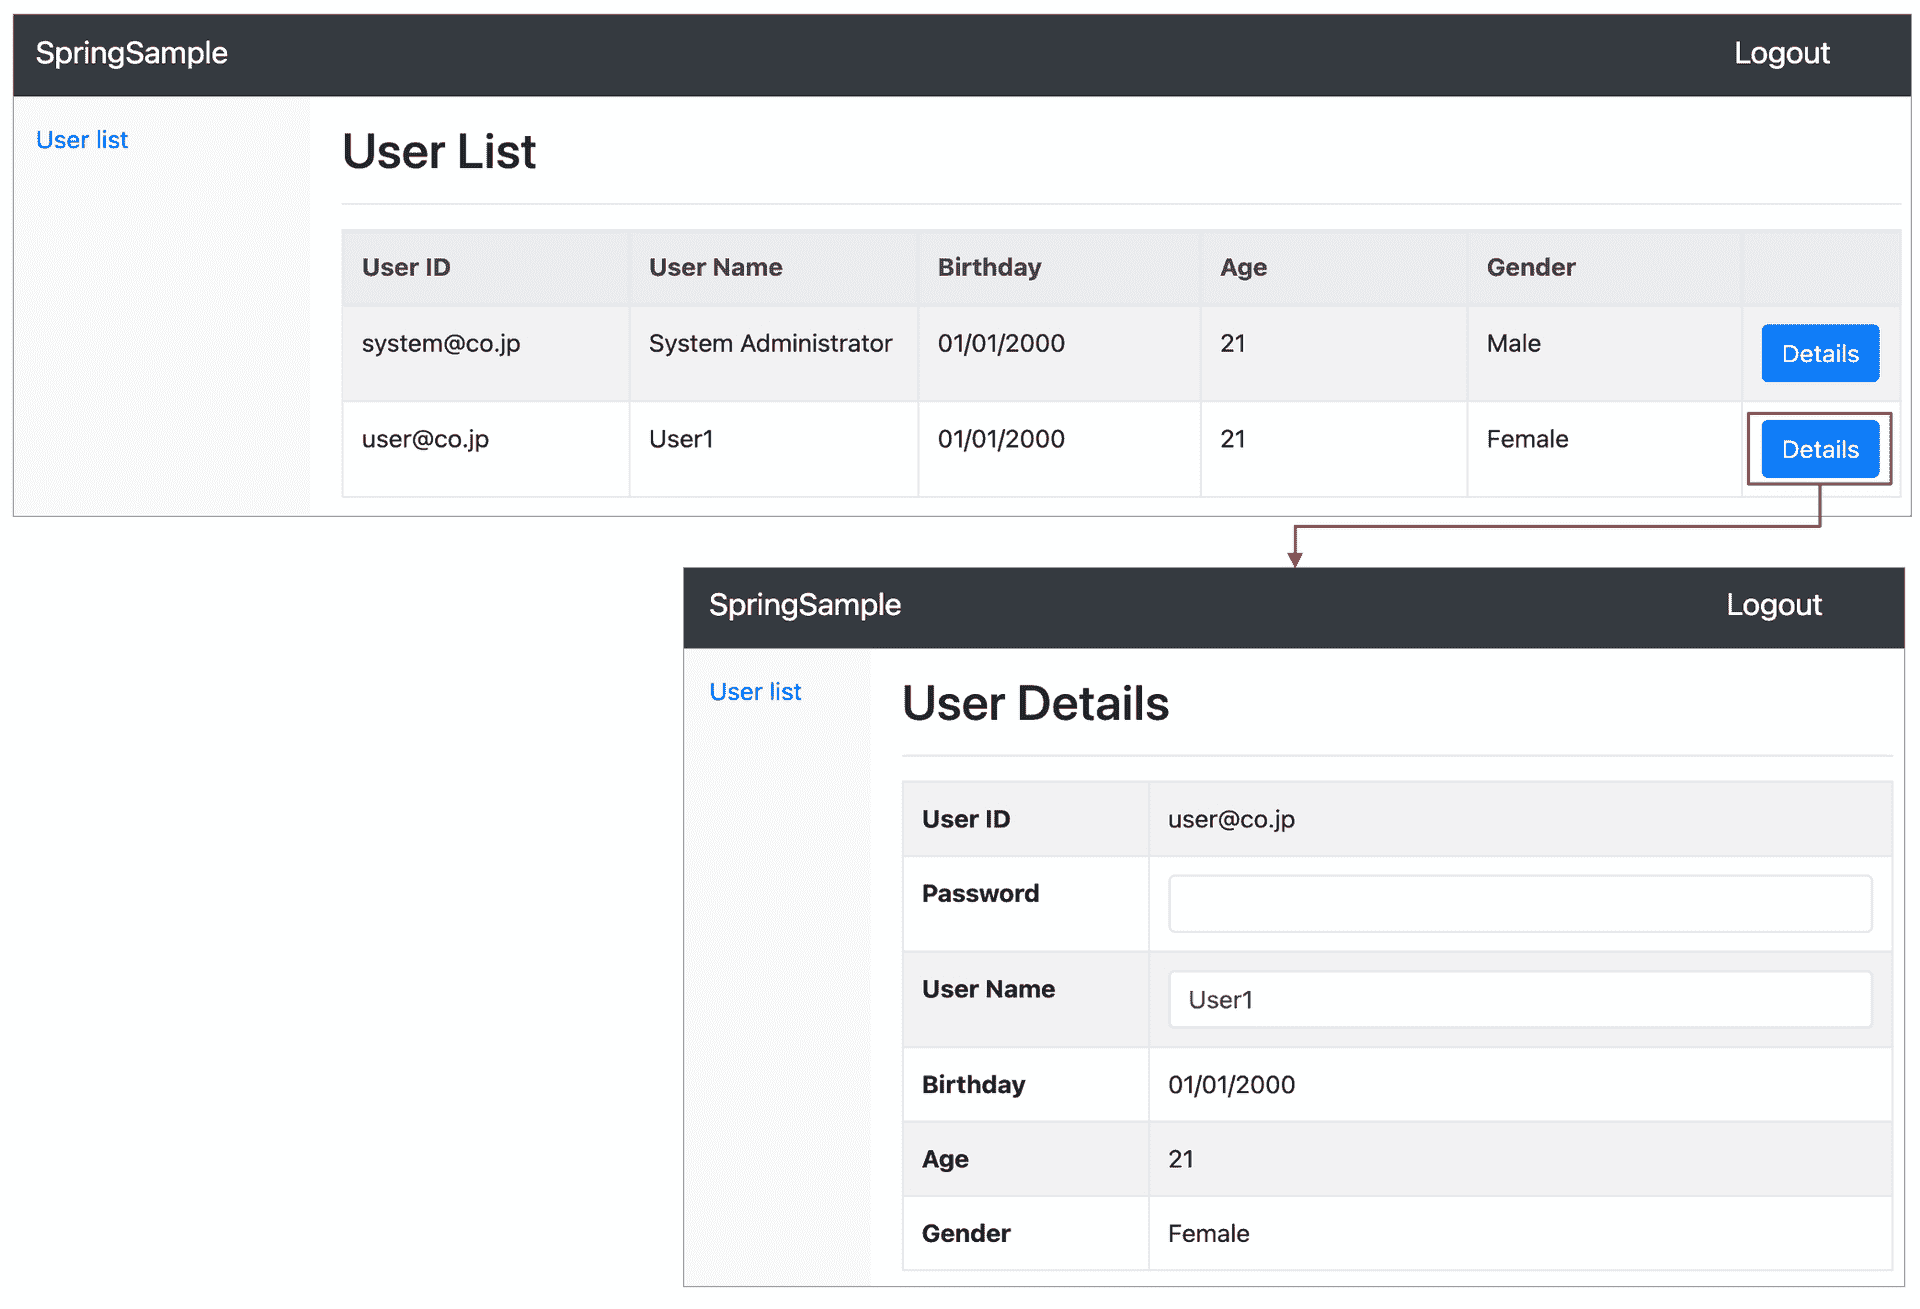 SpringSample Logout
User list
User List
User ID User Name Birthday Age Gender
system@co.jp System Administrator 01/01/2000 21 Male Details
user@co.jp User1 01/01/2000 21 Female Details
SpringSample Logout
User list
User Details
User ID user@co.jp
Password
User Name User1
Birthday 01/01/2000
Age 21
Gender Female